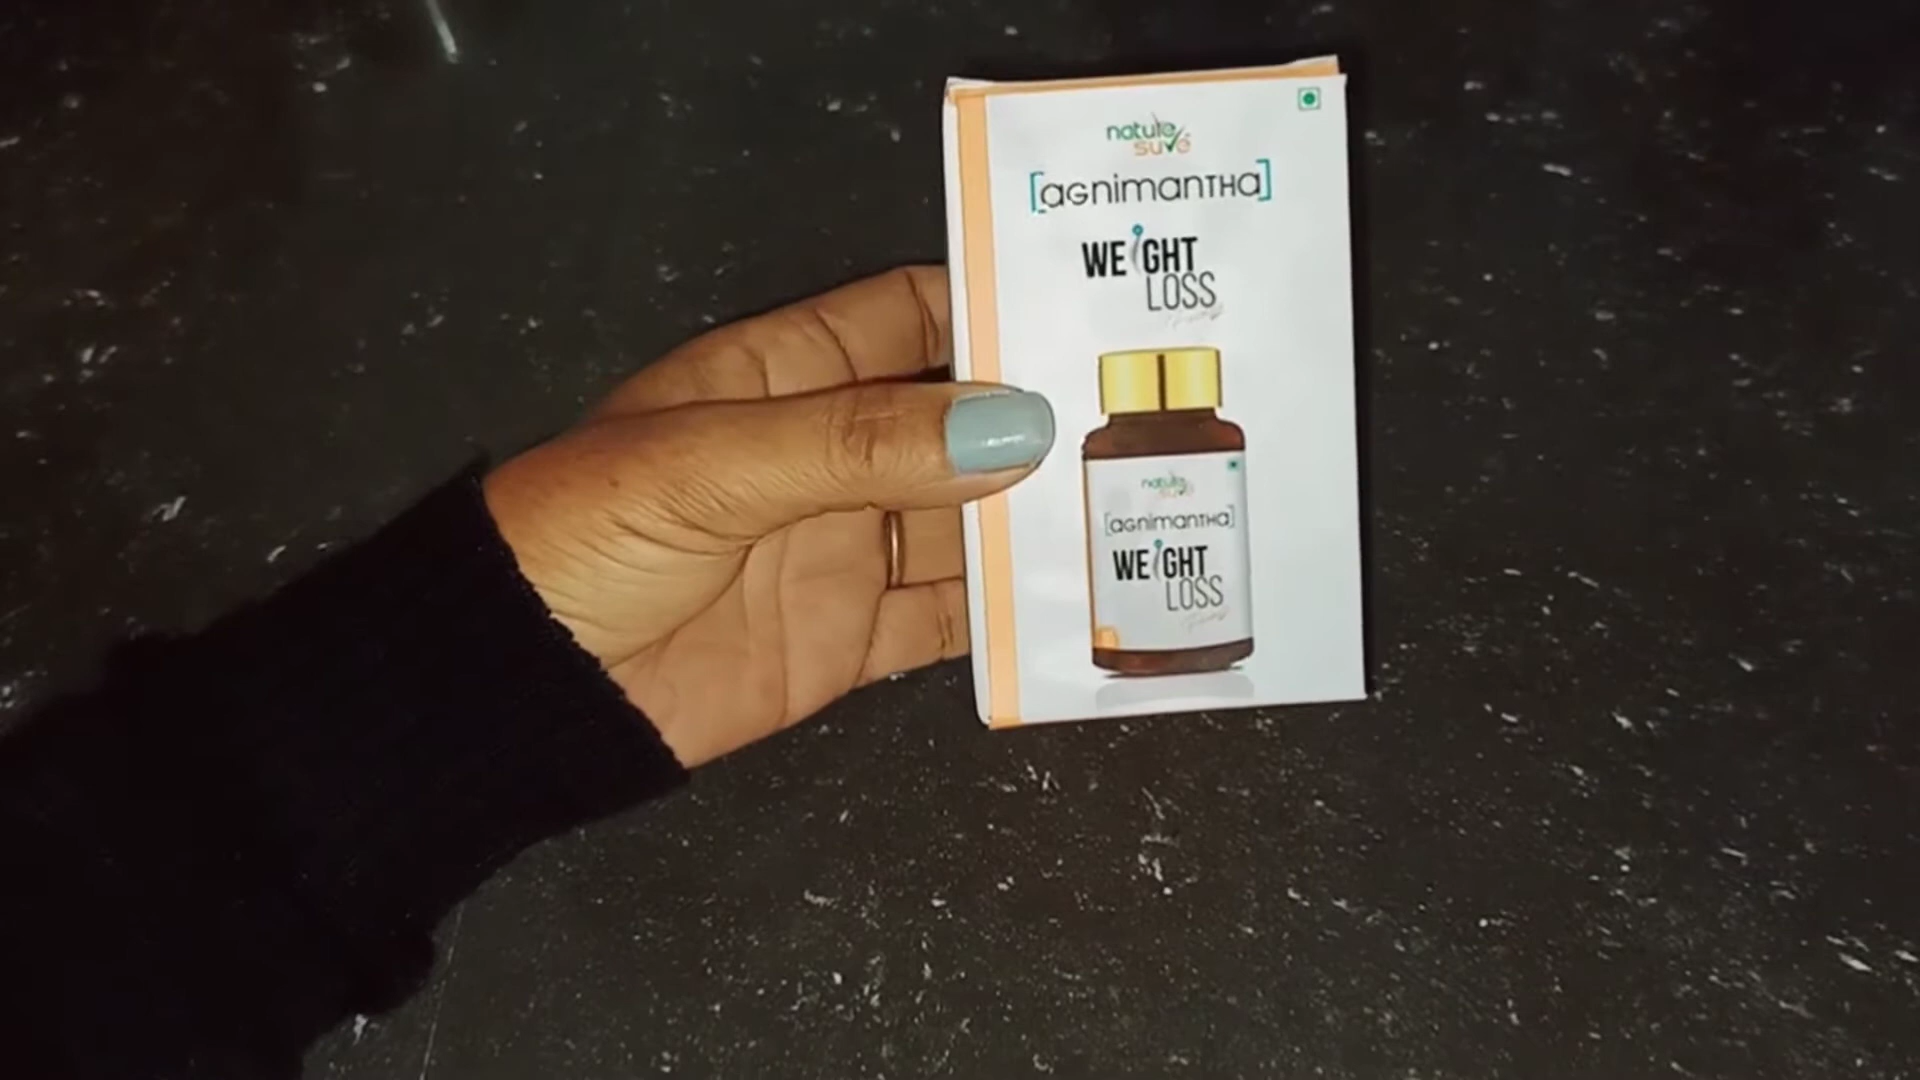 nature
sure
[aGnimanTHa]
WEiGHT
LOSS
nature
sure
[aGnimanTHa]
WEiGHT
LOSS